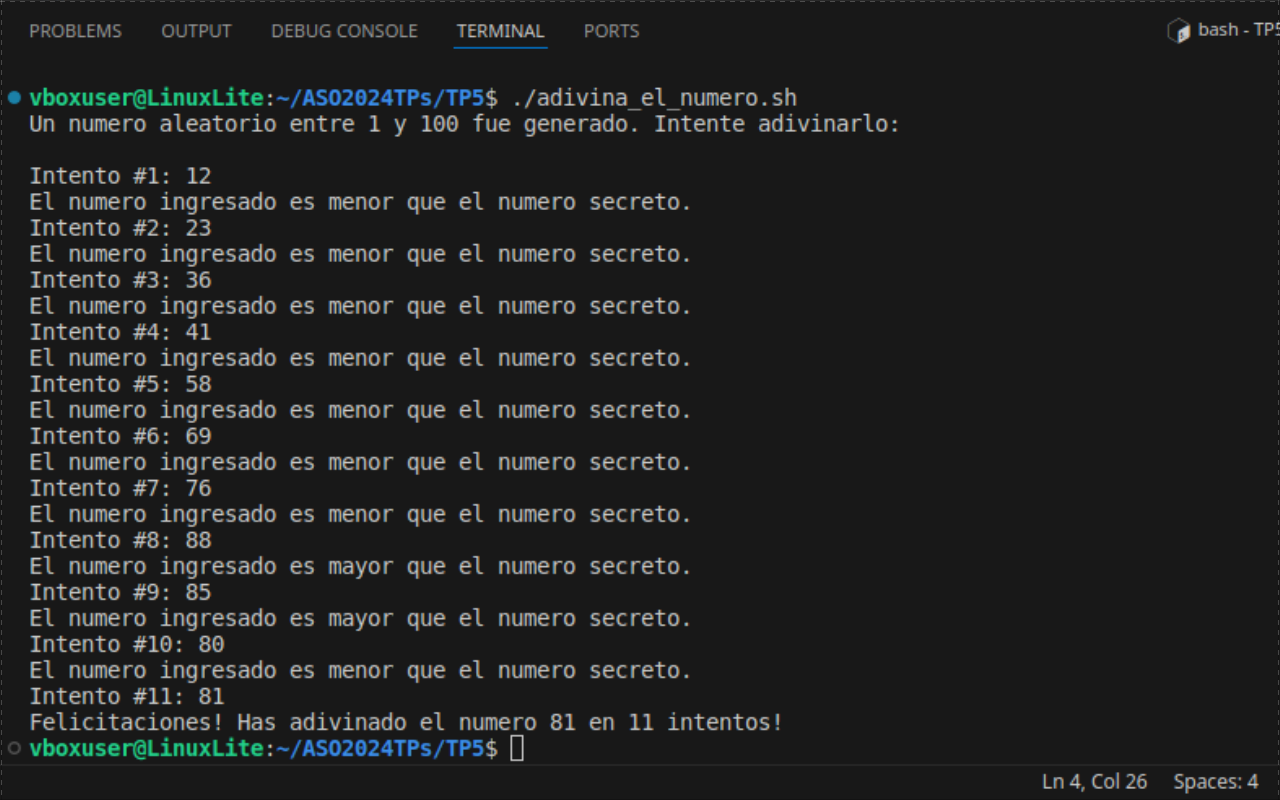 PROBLEMS OUTPUT DEBUG CONSOLE TERMINAL PORTS bash - TP5
vboxuser@LinuxLite:~/ASO2024TPs/TP5$ ./adivina_el_numero.sh
Un numero aleatorio entre 1 y 100 fue generado. Intente adivinarlo:
Intento #1: 12
El numero ingresado es menor que el numero secreto.
Intento #2: 23
El numero ingresado es menor que el numero secreto.
Intento #3: 36
El numero ingresado es menor que el numero secreto.
Intento #4: 41
El numero ingresado es menor que el numero secreto.
Intento #5: 58
El numero ingresado es menor que el numero secreto.
Intento #6: 69
El numero ingresado es menor que el numero secreto.
Intento #7: 76
El numero ingresado es menor que el numero secreto.
Intento #8: 88
El numero ingresado es mayor que el numero secreto.
Intento #9: 85
El numero ingresado es mayor que el numero secreto.
Intento #10: 80
El numero ingresado es menor que el numero secreto.
Intento #11: 81
Felicitaciones! Has adivinado el numero 81 en 11 intentos!
vboxuser@LinuxLite:~/ASO2024TPs/TP5$
Ln 4, Col 26 Spaces: 4